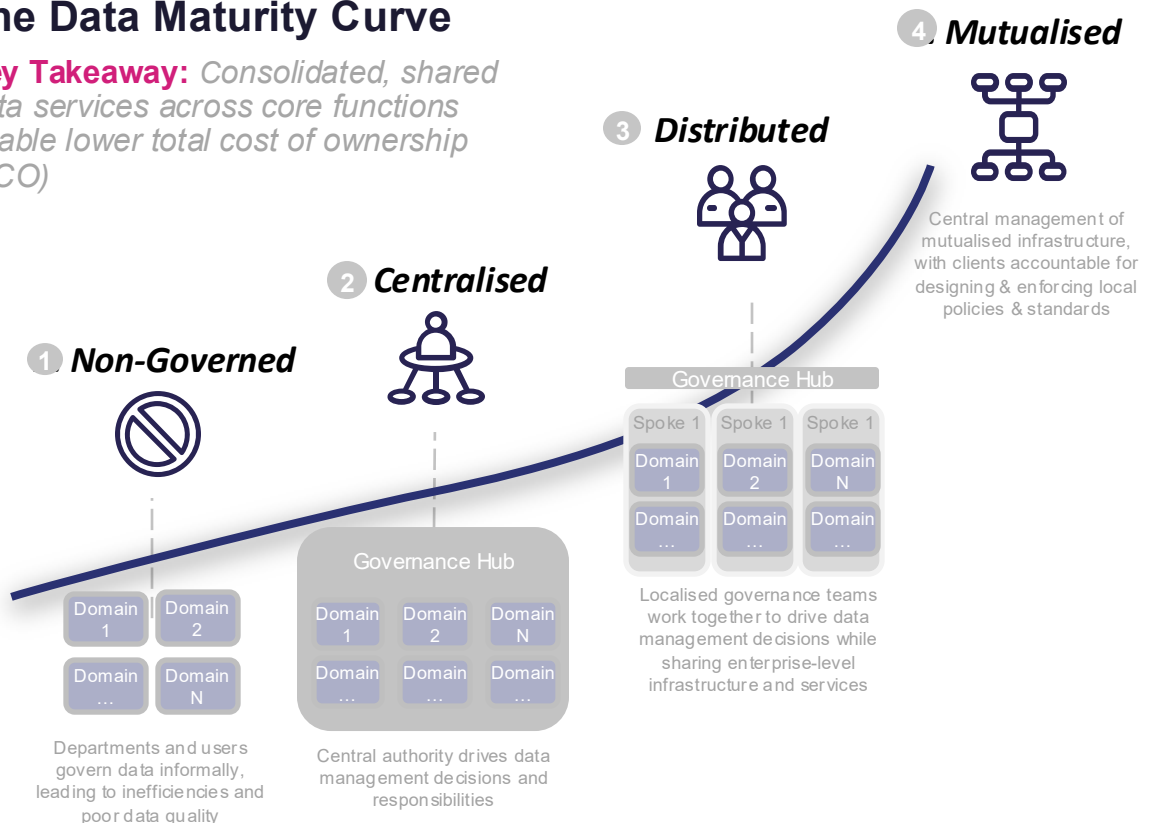 ne Data Maturity Curve
ey Takeaway: Consolidated, shared
ta services across core functions
able lower total cost of ownership
CO)
1. Non-Governed
Domain
1
Domain
2
Domain
...
Domain
N
Departments and users
govern data informally,
leading to inefficiencies and
poor data quality
2 Centralised
Governance Hub
Domain
1
Domain
2
Domain
N
Domain
...
Domain
...
Domain
...
Central authority drives data
management decisions and
responsibilities
3 Distributed
Governance Hub
Spoke 1
Spoke 1
Spoke 1
Domain
1
Domain
2
Domain
N
Domain
...
Domain
...
Domain
...
Localised governance teams
work together to drive data
management decisions while
sharing enterprise-level
infrastructure and services
4. Mutualised
Central management of
mutualised infrastructure,
with clients accountable for
designing & enforcing local
policies & standards